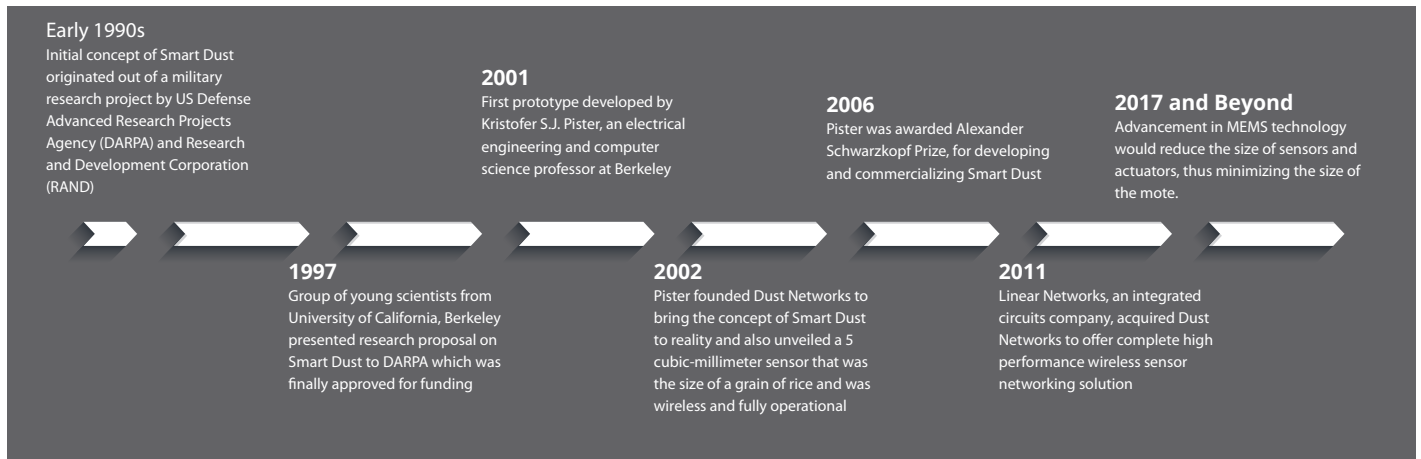 Early 1990s
Initial concept of Smart Dust
originated out of a military
research project by US Defense
Advanced Research Projects
Agency (DARPA) and Research
and Development Corporation
(RAND)
1997
Group of young scientists from
University of California, Berkeley
presented research proposal on
Smart Dust to DARPA which was
finally approved for funding
2001
First prototype developed by
Kristofer S.J. Pister, an electrical
engineering and computer
science professor at Berkeley
2002
Pister founded Dust Networks to
bring the concept of Smart Dust
to reality and also unveiled a 5
cubic-millimeter sensor that was
the size of a grain of rice and was
wireless and fully operational
2006
Pister was awarded Alexander
Schwarzkopf Prize, for developing
and commercializing Smart Dust
2011
Linear Networks, an integrated
circuits company, acquired Dust
Networks to offer complete high
performance wireless sensor
networking solution
2017 and Beyond
Advancement in MEMS technology
would reduce the size of sensors and
actuators, thus minimizing the size of
the mote.